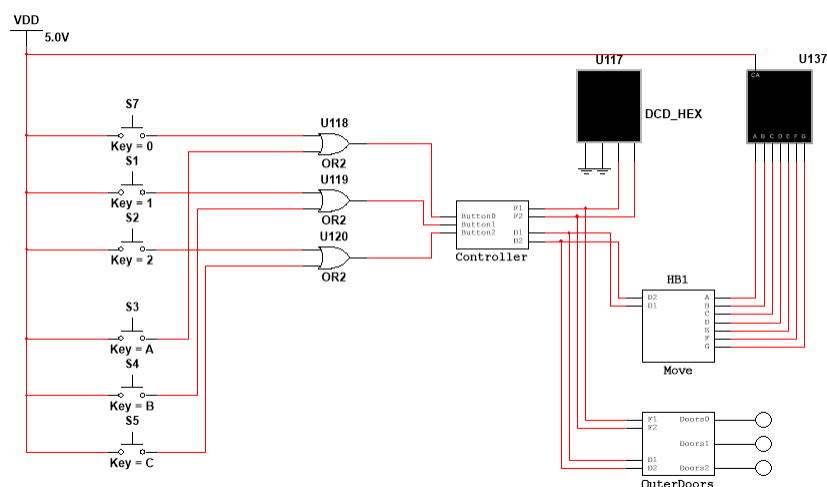 VDD
5.0V
U117
U137
CA
S7
Key = 0
U118
OR2
DCD_HEX
A B C D E F G
S1
Key = 1
U119
OR2
S2
Key = 2
U120
OR2
Button0
Button1
Button2
F1
F2
D1
D2
Controller
S3
Key = A
S4
Key = B
S5
Key = C
HB1
D2
D1
A
B
C
D
E
F
G
Move
F1
F2
D1
D2
Doors0
Doors1
Doors2
OuterDoors